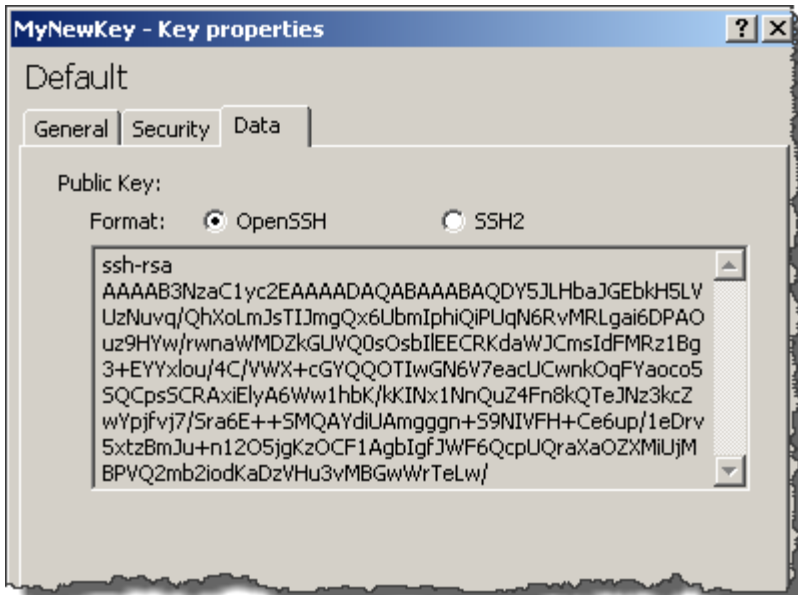 MyNewKey - Key properties
Default
General Security Data
Public Key:
Format: OpenSSH SSH2
ssh-rsa
AAAAB3NzaC1yc2EAAAADAQABAAABAQDY5JLHbaJGEbkH5LV
UzNuvq/QhXoLmJsTIJmgQx6UbmIphiQiPUqN6RvMRLgai6DPAO
uz9HYw/rwnaWMDZkGUVQ0sOsbIlEECRKdaWJCmsIdFMRz1Bg
3+EYYxlou/4C/VWX+cGYQQOTIwGN6V7eacUCwnkOqFYaoco5
SQCpsSCRAxiElyA6Ww1hbK/kKINx1NnQuZ4Fn8kQTeJNz3kcZ
wYpjfvj7/Sra6E++SMQAYdiUAmgggn+S9NIVFH+Ce6up/1eDrv
5xtzBmJu+n12O5jgKzOCF1AgbIgfJWF6QcpUQraXaOZXMiUjM
BPVQ2mb2iodKaDzVHu3vMBGwWrTeLw/